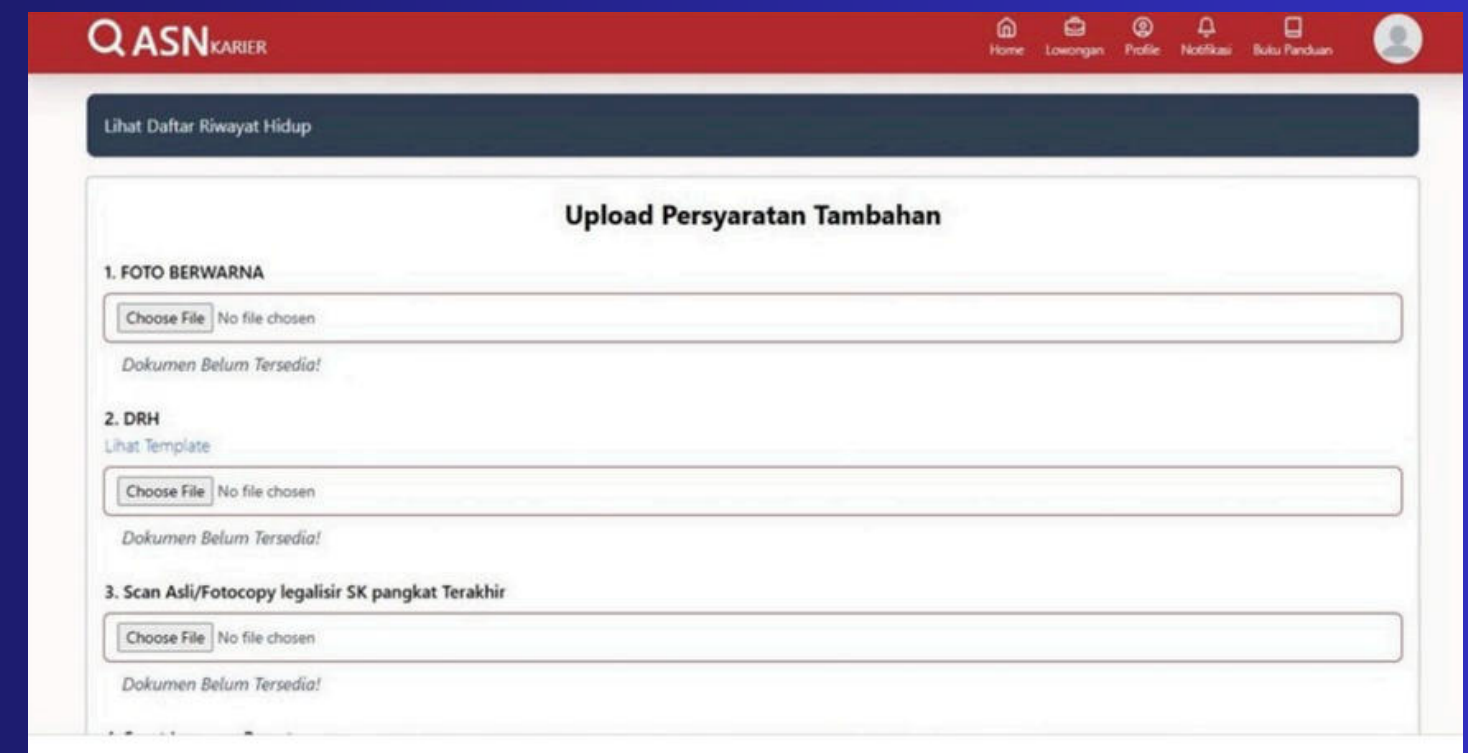 ASN KARIER
Home Lowongan Profile Notifikasi Buku Panduan
Lihat Daftar Riwayat Hidup
Upload Persyaratan Tambahan
1. FOTO BERWARNA
Choose File No file chosen
Dokumen Belum Tersedia!
2. DRH
Lihat Template
Choose File No file chosen
Dokumen Belum Tersedia!
3. Scan Asli/Fotocopy legalisir SK pangkat Terakhir
Choose File No file chosen
Dokumen Belum Tersedia!